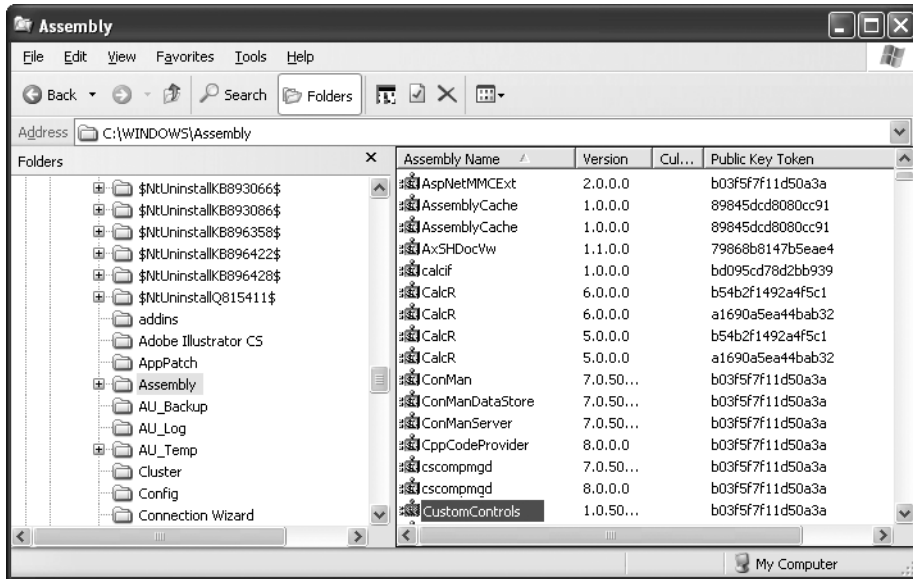 Assembly
File Edit View Favorites Tools Help
Back Search Folders
Address C:\WINDOWS\Assembly
Folders
$NtUninstallKB893066$
$NtUninstallKB893086$
$NtUninstallKB896358$
$NtUninstallKB896422$
$NtUninstallKB896428$
$NtUninstallQ815411$
addins
Adobe Illustrator CS
AppPatch
Assembly
AU_Backup
AU_Log
AU_Temp
Cluster
Config
Connection Wizard
Assembly Name Version Cul... Public Key Token
AspNetMMCExt 2.0.0.0 b03f5f7f11d50a3a
AssemblyCache 1.0.0.0 89845dcd8080cc91
AssemblyCache 1.0.0.0 89845dcd8080cc91
AxSHDocVw 1.1.0.0 79868b8147b5eae4
calcif 1.0.0.0 bd095cd78d2bb939
CalcR 6.0.0.0 b54b2f1492a4f5c1
CalcR 6.0.0.0 a1690a5ea44bab32
CalcR 5.0.0.0 b54b2f1492a4f5c1
CalcR 5.0.0.0 a1690a5ea44bab32
ConMan 7.0.50... b03f5f7f11d50a3a
ConManDataStore 7.0.50... b03f5f7f11d50a3a
ConManServer 7.0.50... b03f5f7f11d50a3a
CppCodeProvider 8.0.0.0 b03f5f7f11d50a3a
cscompmgd 7.0.50... b03f5f7f11d50a3a
cscompmgd 8.0.0.0 b03f5f7f11d50a3a
CustomControls 1.0.50... b03f5f7f11d50a3a
My Computer